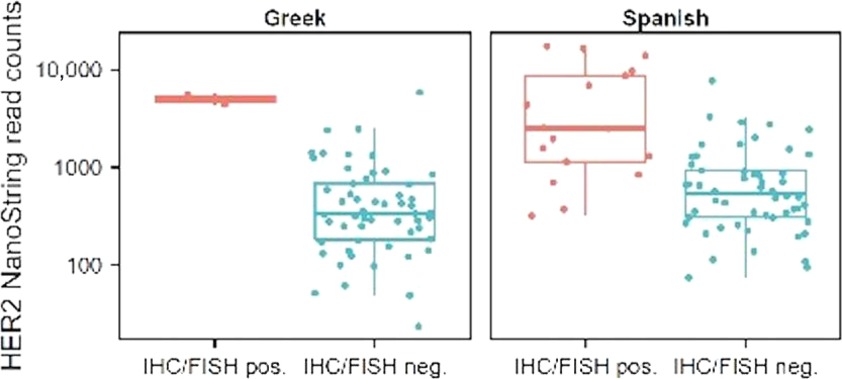 Greek
Spanish
HER2 NanoString read counts
10,000
1000
100
IHC/FISH pos.
IHC/FISH neg.
IHC/FISH pos.
IHC/FISH neg.